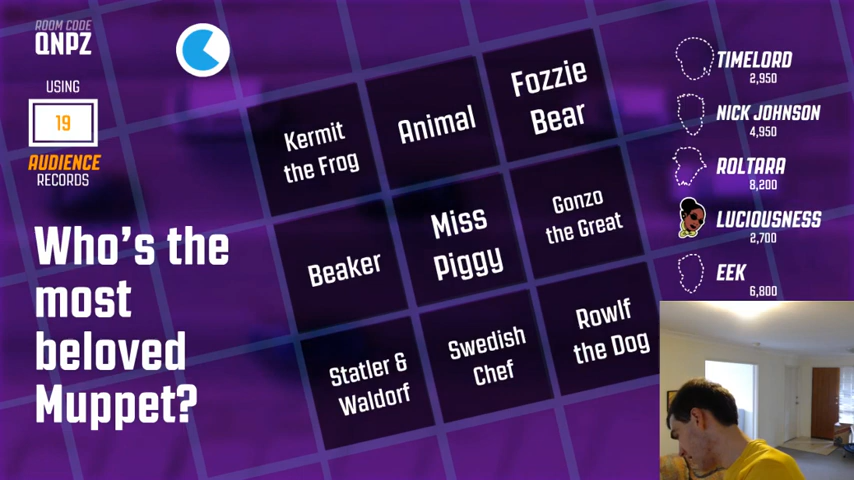 ROOM CODE
QNPZ
USING
19
AUDIENCE
RECORDS
Who's the
most
beloved
Muppet?
Kermit
the Frog
Animal
Fozzie
Bear
Beaker
Miss
Piggy
Gonzo
the Great
Statler &
Waldorf
Swedish
Chef
Rowlf
the Dog
TIMELORD
2,950
NICK JOHNSON
4,950
ROLTARA
8,200
LUCIOUSNESS
2,700
EEK
6,800